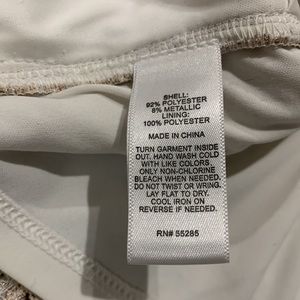 SHELL:
92% POLYESTER
8% METALLIC
LINING:
100% POLYESTER
MADE IN CHINA
TURN GARMENT INSIDE
OUT. HAND WASH COLD
WITH LIKE COLORS.
ONLY NON-CHLORINE
BLEACH WHEN NEEDED.
DO NOT TWIST OR WRING.
LAY FLAT TO DRY.
COOL IRON ON
REVERSE IF NEEDED.
RN# 55285